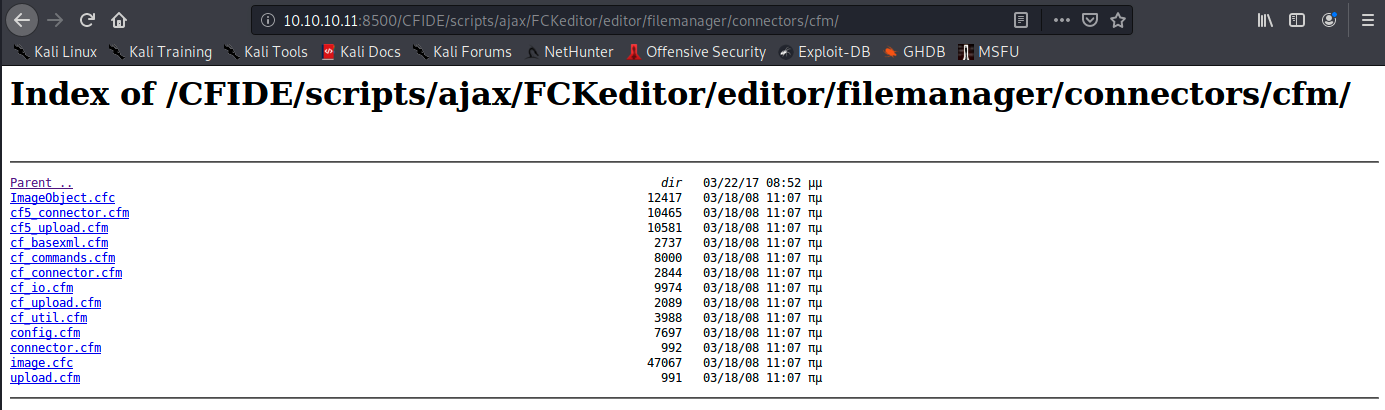 10.10.10.11:8500/CFIDE/scripts/ajax/FCKeditor/editor/filemanager/connectors/cfm/
Kali Linux Kali Training Kali Tools Kali Docs Kali Forums NetHunter Offensive Security Exploit-DB GHDB MSFU
Index of /CFIDE/scripts/ajax/FCKeditor/editor/filemanager/connectors/cfm/
Parent .. dir 03/22/17 08:52 μμ
ImageObject.cfc 12417 03/18/08 11:07 πμ
cf5_connector.cfm 10465 03/18/08 11:07 πμ
cf5_upload.cfm 10581 03/18/08 11:07 πμ
cf_basexml.cfm 2737 03/18/08 11:07 πμ
cf_commands.cfm 8000 03/18/08 11:07 πμ
cf_connector.cfm 2844 03/18/08 11:07 πμ
cf_io.cfm 9974 03/18/08 11:07 πμ
cf_upload.cfm 2089 03/18/08 11:07 πμ
cf_util.cfm 3988 03/18/08 11:07 πμ
config.cfm 7697 03/18/08 11:07 πμ
connector.cfm 992 03/18/08 11:07 πμ
image.cfc 47067 03/18/08 11:07 πμ
upload.cfm 991 03/18/08 11:07 πμ